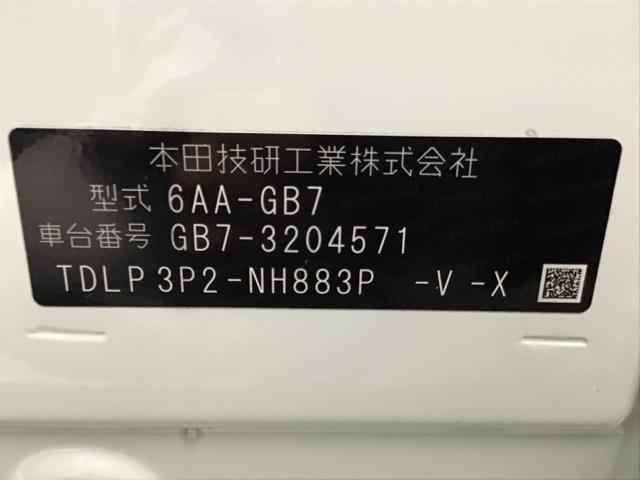 本田技研工業株式会社
型式 6AA-GB7
車台番号 GB7-3204571
TDLP 3P2-NH883P -V -X